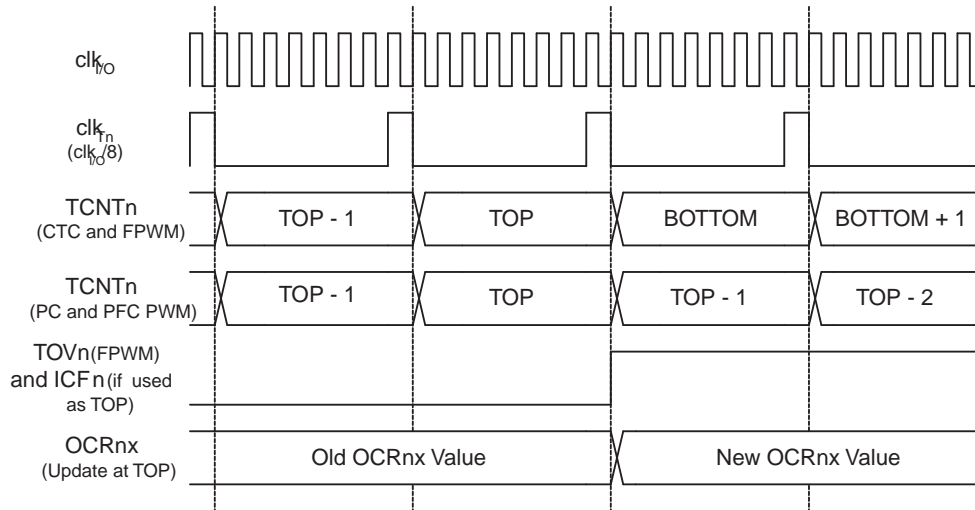 clkI/O
clkTn
(clkI/O/8)
TCNTn
(CTC and FPWM)
TOP - 1
TOP
BOTTOM
BOTTOM + 1
TCNTn
(PC and PFC PWM)
TOP - 1
TOP
TOP - 1
TOP - 2
TOVn(FPWM)
and ICFn(if used
as TOP)
OCRnx
(Update at TOP)
Old OCRnx Value
New OCRnx Value